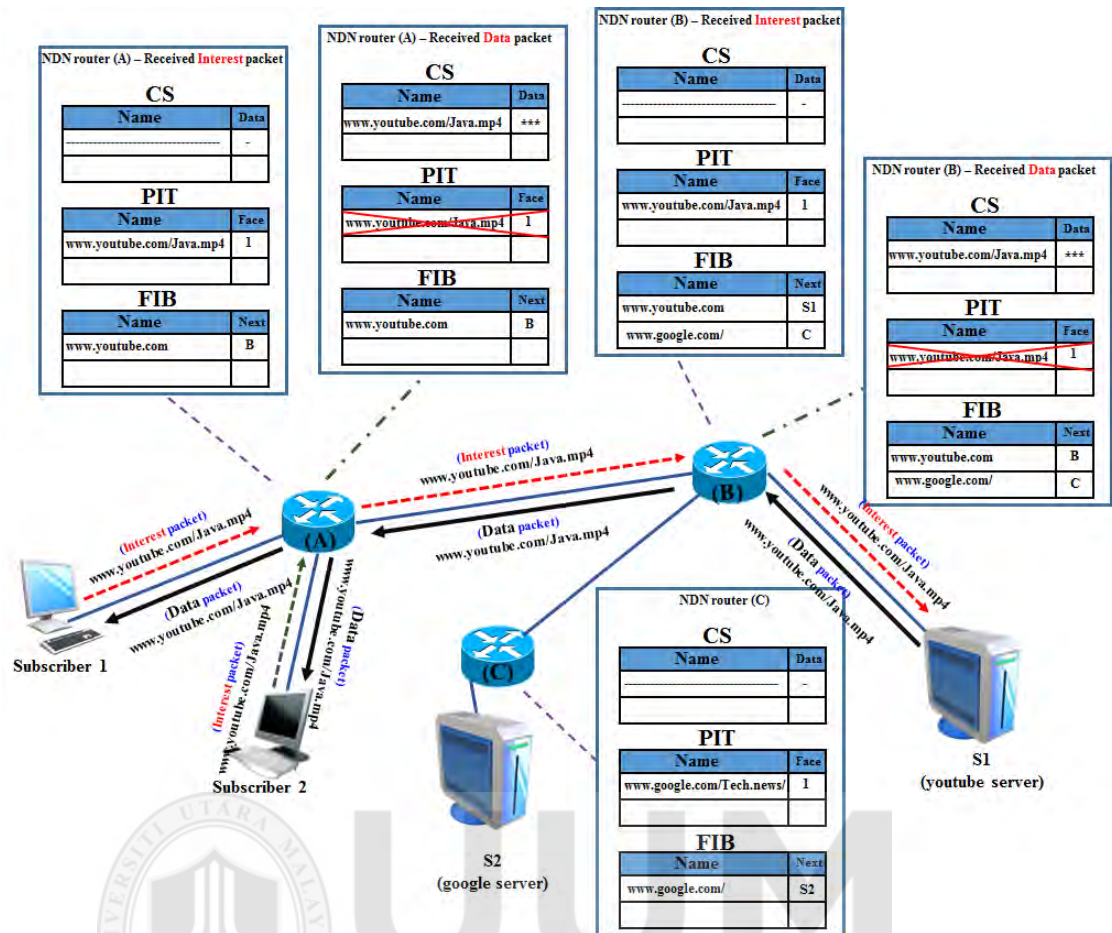 NDN router (A) – Received Interest packet
CS
Name Data
------------------------------------ -
PIT
Name Face
www.youtube.com/Java.mp4 1
FIB
Name Next
www.youtube.com B
NDN router (A) – Received Data packet
CS
Name Data
www.youtube.com/Java.mp4 ***
PIT
Name Face
www.youtube.com/Java.mp4 1
FIB
Name Next
www.youtube.com B
NDN router (B) – Received Interest packet
CS
Name Data
------------------------------------ -
PIT
Name Face
www.youtube.com/Java.mp4 1
FIB
Name Next
www.youtube.com S1
www.google.com/ C
NDN router (B) – Received Data packet
CS
Name Data
www.youtube.com/Java.mp4 ***
PIT
Name Face
www.youtube.com/Java.mp4 1
FIB
Name Next
www.youtube.com B
www.google.com/ C
(Interest packet)
www.youtube.com/Java.mp4
(A)
(B)
(Data packet)
www.youtube.com/Java.mp4
(Interest packet)
www.youtube.com/Java.mp4
(Data packet)
www.youtube.com/Java.mp4
(Interest packet)
www.youtube.com/Java.mp4
(Data packet)
www.youtube.com/Java.mp4
Subscriber 1
(Interest packet)
www.youtube.com/Java.mp4
(Data packet)
www.youtube.com/Java.mp4
Subscriber 2
(C)
S2
(google server)
S1
(youtube server)
NDN router (C)
CS
Name Data
------------------------------------ -
PIT
Name Face
www.google.com/Tech.news/ 1
FIB
Name Next
www.google.com/ S2
UTARA
UUM